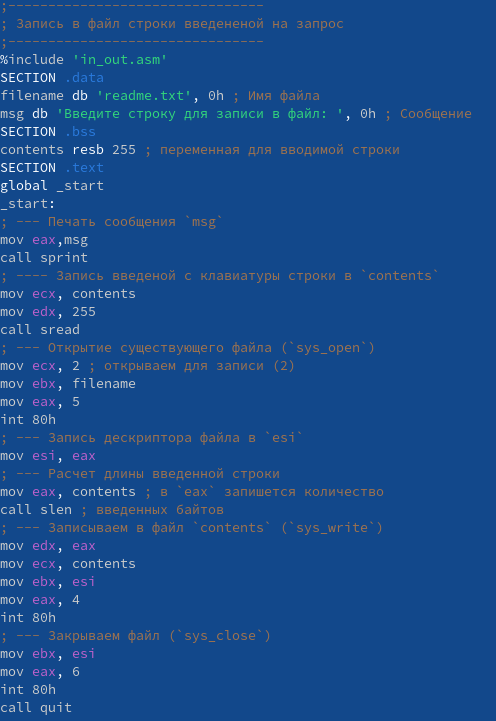 ;--------------------------------
; Запись в файл строки введененой на запрос
;--------------------------------
%include 'in_out.asm'
SECTION .data
filename db 'readme.txt', 0h ; Имя файла
msg db 'Введите строку для записи в файл: ', 0h ; Сообщение
SECTION .bss
contents resb 255 ; переменная для вводимой строки
SECTION .text
global _start
_start:
; --- Печать сообщения `msg`
mov eax,msg
call sprint
; ---- Запись введеной с клавиатуры строки в `contents`
mov ecx, contents
mov edx, 255
call sread
; --- Открытие существующего файла (`sys_open`)
mov ecx, 2 ; открываем для записи (2)
mov ebx, filename
mov eax, 5
int 80h
; --- Запись дескриптора файла в `esi`
mov esi, eax
; --- Расчет длины введенной строки
mov eax, contents ; в `eax` запишется количество
call slen ; введенных байтов
; --- Записываем в файл `contents` (`sys_write`)
mov edx, eax
mov ecx, contents
mov ebx, esi
mov eax, 4
int 80h
; --- Закрываем файл (`sys_close`)
mov ebx, esi
mov eax, 6
int 80h
call quit